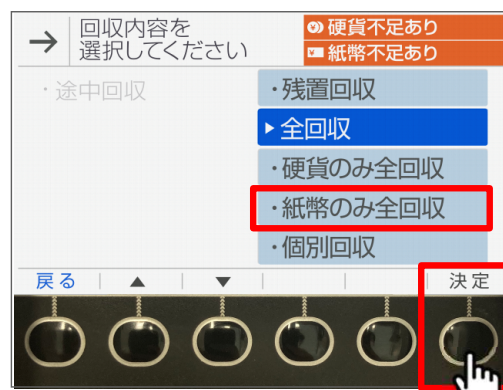 回収内容を
選択してください
硬貨不足あり
紙幣不足あり
・途中回収
・残置回収
全回収
・硬貨のみ全回収
・紙幣のみ全回収
・個別回収
戻る ▲ ▼ 決定